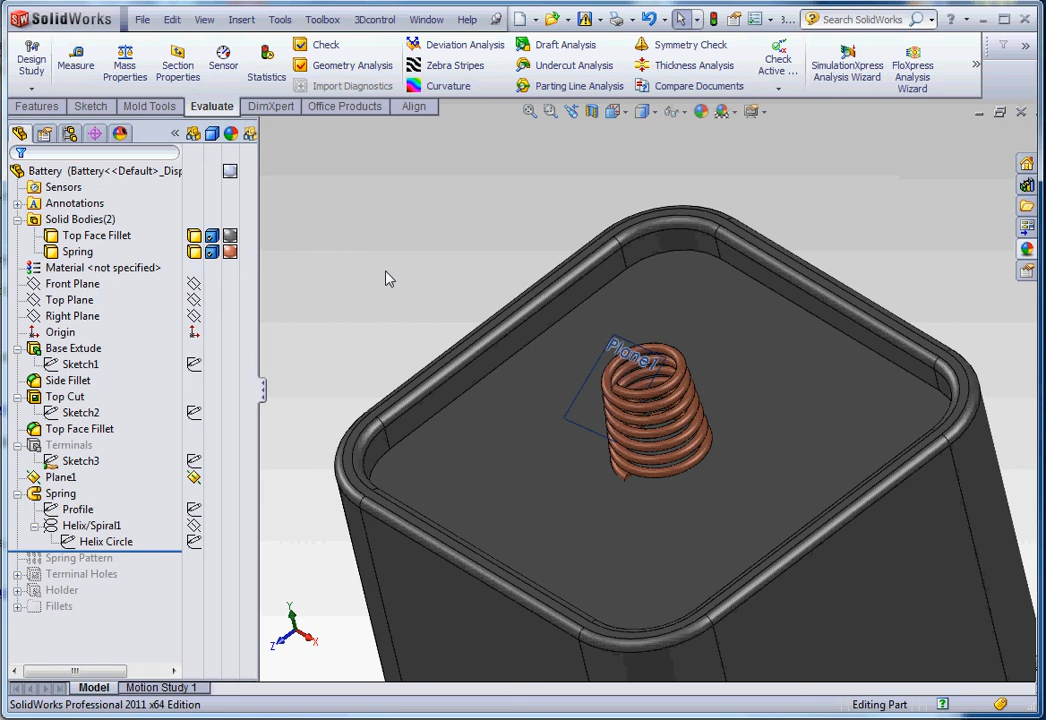 SolidWorks File Edit View Insert Tools Toolbox 3Dcontrol Window Help 3... Search SolidWorks
Design Study
Measure
Mass Properties
Section Properties
Sensor
Statistics
Check
Geometry Analysis
Import Diagnostics
Deviation Analysis
Zebra Stripes
Curvature
Draft Analysis
Undercut Analysis
Parting Line Analysis
Symmetry Check
Thickness Analysis
Compare Documents
Check Active ...
SimulationXpress Analysis Wizard
FloXpress Analysis Wizard
Features Sketch Mold Tools Evaluate DimXpert Office Products Align
Battery (Battery<<Default>_Disp
Sensors
Annotations
Solid Bodies(2)
Top Face Fillet
Spring
Material <not specified>
Front Plane
Top Plane
Right Plane
Origin
Base Extrude
Sketch1
Side Fillet
Top Cut
Sketch2
Top Face Fillet
Terminals
Sketch3
Plane1
Spring
Profile
Helix/Spiral1
Helix Circle
Spring Pattern
Terminal Holes
Holder
Fillets
Plane1
Y
Z
X
Model Motion Study 1
SolidWorks Professional 2011 x64 Edition Editing Part